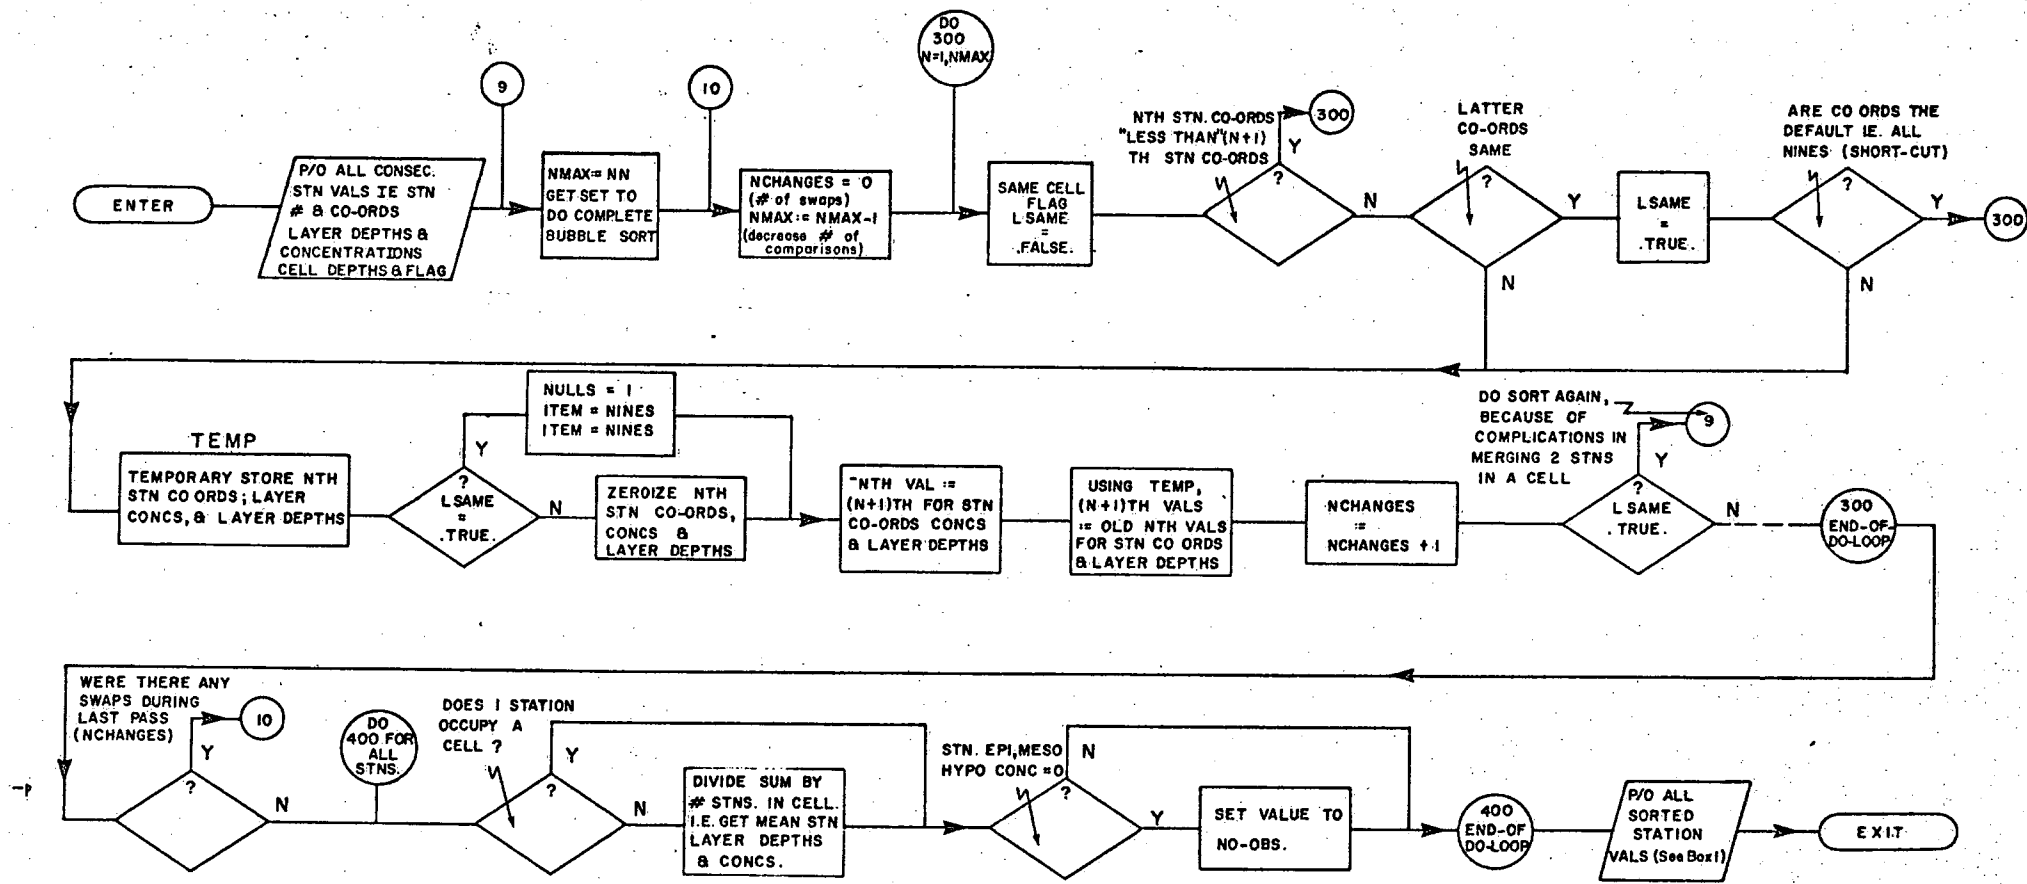 ENTER
P/O ALL CONSEC.
STN VALS IE STN
# & CO-ORDS
LAYER DEPTHS &
CONCENTRATIONS
CELL DEPTHS & FLAG
9
NMAX:= NN
GET SET TO
DO COMPLETE
BUBBLE SORT
10
NCHANGES = 0
(# of swaps)
NMAX:= NMAX-1
(decrease # of
comparisons)
DO
300
N=1,NMAX
SAME CELL
FLAG
LSAME
=
.FALSE.
NTH STN. CO-ORDS
"LESS THAN"(N+1)
TH STN CO-ORDS
?
Y
300
N
LATTER
CO-ORDS
SAME
?
Y
N
LSAME
=
.TRUE.
ARE CO ORDS THE
DEFAULT IE. ALL
NINES (SHORT-CUT)
?
Y
300
N
TEMP
TEMPORARY STORE NTH
STN CO ORDS; LAYER
CONCS, & LAYER DEPTHS
?
LSAME
=
.TRUE.
Y
N
NULLS = 1
ITEM = NINES
ITEM = NINES
ZEROIZE NTH
STN CO-ORDS,
CONCS &
LAYER DEPTHS
NTH VAL :=
(N+1)TH FOR STN
CO-ORDS CONCS
& LAYER DEPTHS
USING TEMP,
(N+1)TH VALS
:= OLD NTH VALS
FOR STN CO ORDS
& LAYER DEPTHS
NCHANGES
:=
NCHANGES +1
DO SORT AGAIN,
BECAUSE OF
COMPLICATIONS IN
MERGING 2 STNS
IN A CELL
9
Y
?
LSAME
=
.TRUE.
N
300
END-OF-
DO-LOOP
WERE THERE ANY
SWAPS DURING
LAST PASS
(NCHANGES)
10
Y
?
N
DO
400 FOR
ALL
STNS.
DOES 1 STATION
OCCUPY A
CELL ?
Y
?
N
DIVIDE SUM BY
# STNS. IN CELL.
I.E. GET MEAN STN
LAYER DEPTHS
& CONCS.
STN. EPI, MESO
HYPO CONC =0
N
?
Y
SET VALUE TO
NO-OBS.
400
END-OF
DO-LOOP
P/O ALL
SORTED
STATION
VALS (See Box 1)
EXIT